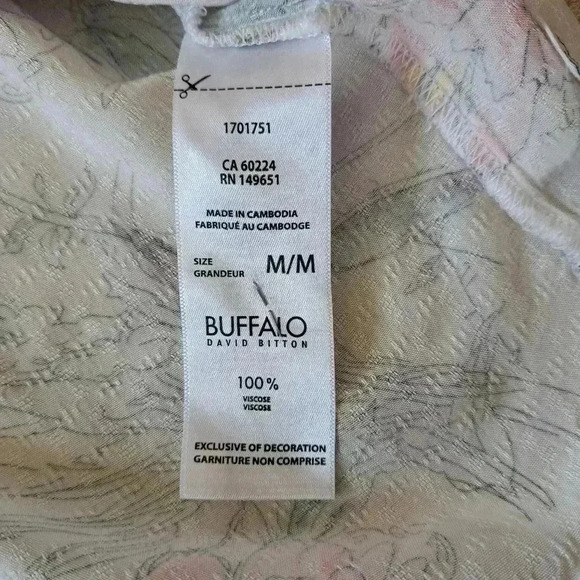 1701751
CA 60224
RN 149651
MADE IN CAMBODIA
FABRIQUÉ AU CAMBODGE
SIZE
GRANDEUR M/M
BUFFALO
DAVID BITTON
100%
VISCOSE
VISCOSE
EXCLUSIVE OF DECORATION
GARNITURE NON COMPRISE